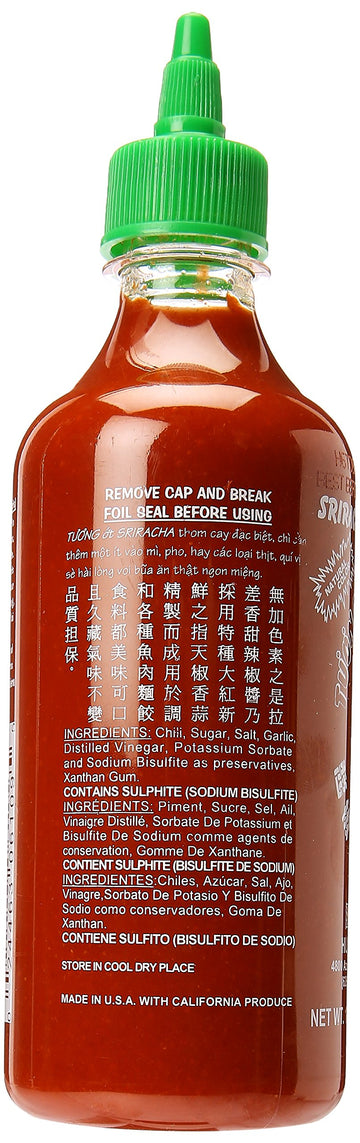 REMOVE CAP AND BREAK
FOIL SEAL BEFORE USING
TƯƠNG ớt SRIRACHA thơm cay đặc biệt, chỉ cần
thêm một ít vào mì, phở, hay các loại thịt, quí vị
sẽ hài lòng vơi bữa ăn thật ngon miệng.
無加色素之是拉
差香甜辣椒醬乃
採用特種大紅新
鮮之指天椒香蒜
精製而成用於調
和各種魚肉麵餃
食料都美味可口
且久藏氣味不變
品質担保。
INGREDIENTS: Chili, Sugar, Salt, Garlic,
Distilled Vinegar, Potassium Sorbate
and Sodium Bisulfite as preservatives,
Xanthan Gum.
CONTAINS SULPHITE (SODIUM BISULFITE)
INGRÉDIENTS: Piment, Sucre, Sel, Ail,
Vinaigre Distillé, Sorbate De Potassium et
Bisulfite De Sodium comme agents de
conservation, Gomme De Xanthane.
CONTIENT SULPHITE (BISULFITE DE SODIUM)
INGREDIENTES:Chiles, Azúcar, Sal, Ajo,
Vinagre,Sorbato De Potasio Y Bisulfito De
Sodio como conservadores, Goma De
Xanthan.
CONTIENE SULFITO (BISULFITO DE SODIO)
STORE IN COOL DRY PLACE
MADE IN U.S.A. WITH CALIFORNIA PRODUCE
NET